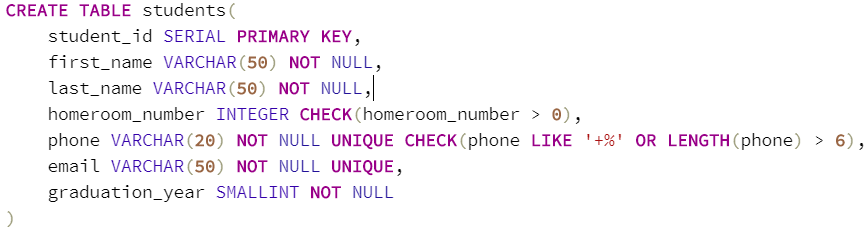 CREATE TABLE students(
    student_id SERIAL PRIMARY KEY,
    first_name VARCHAR(50) NOT NULL,
    last_name VARCHAR(50) NOT NULL,
    homeroom_number INTEGER CHECK(homeroom_number > 0),
    phone VARCHAR(20) NOT NULL UNIQUE CHECK(phone LIKE '+%' OR LENGTH(phone) > 6),
    email VARCHAR(50) NOT NULL UNIQUE,
    graduation_year SMALLINT NOT NULL
)